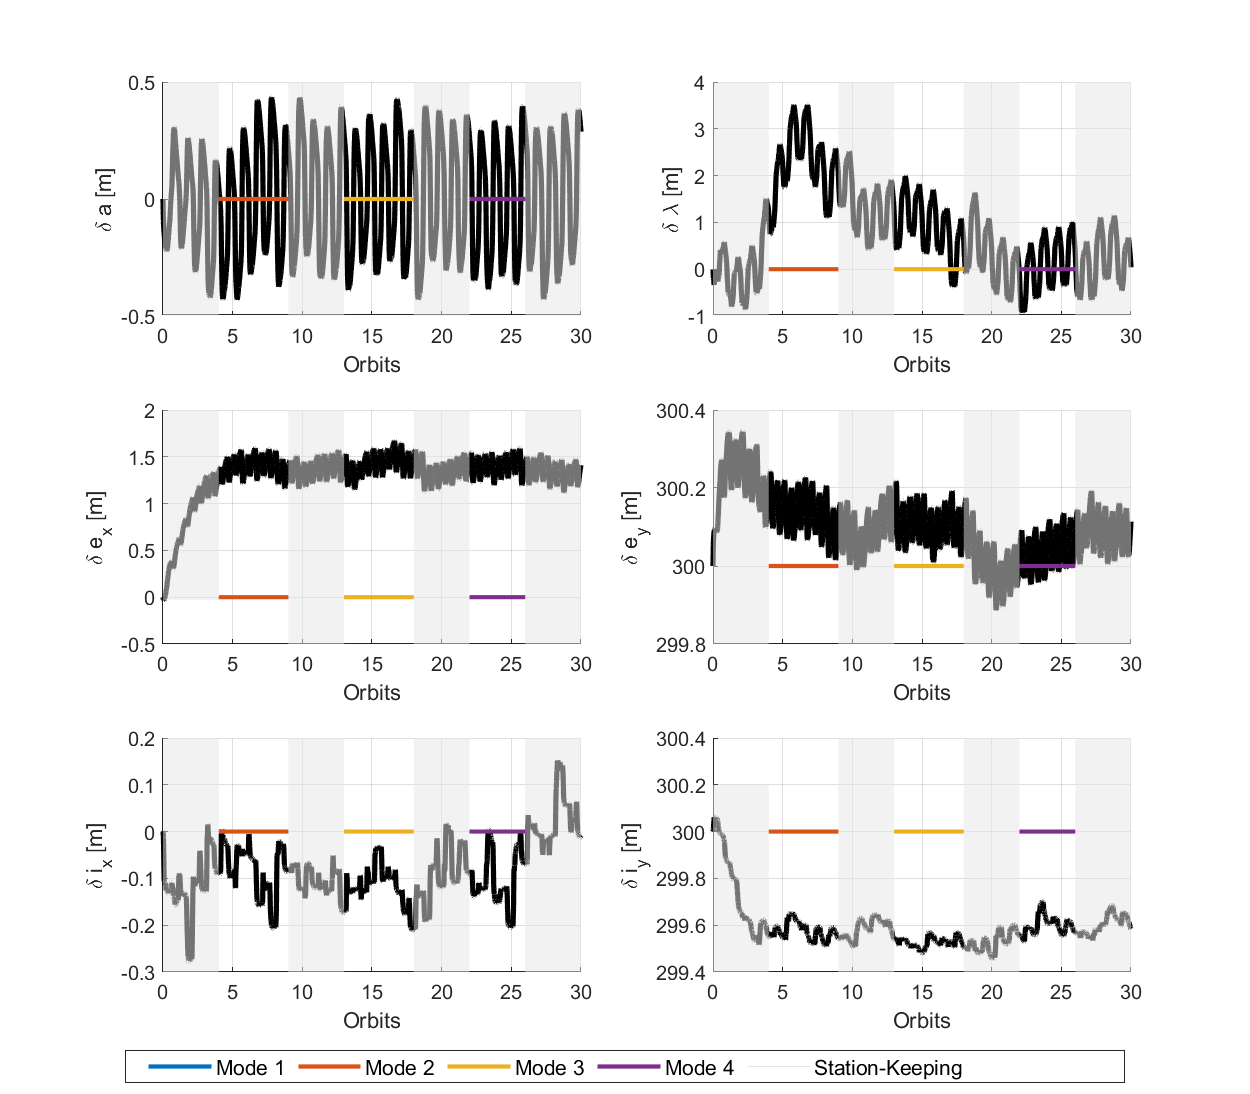 0.5
0
-0.5
δ a [m]
0 5 10 15 20 25 30
Orbits
4
3
2
1
0
-1
δ λ [m]
0 5 10 15 20 25 30
Orbits
2
1.5
1
0.5
0
-0.5
δ e_x [m]
0 5 10 15 20 25 30
Orbits
300.4
300.2
300
299.8
δ e_y [m]
0 5 10 15 20 25 30
Orbits
0.2
0.1
0
-0.1
-0.2
-0.3
δ i_x [m]
0 5 10 15 20 25 30
Orbits
300.4
300.2
300
299.8
299.6
299.4
δ i_y [m]
0 5 10 15 20 25 30
Orbits
Mode 1 Mode 2 Mode 3 Mode 4 Station-Keeping